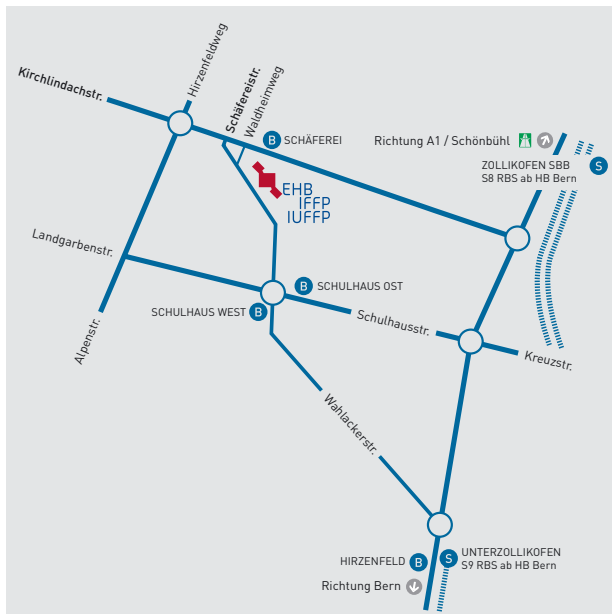 Hirzenfeldweg
Kirchlindachstr.
Schäfereistr.
Waldheimweg
B SCHÄFEREI
Richtung A1 / Schönbühl
ZOLLIKOFEN SBB
S8 RBS ab HB Bern
S
EHB
IFFP
IUFFP
Landgarbenstr.
B SCHULHAUS OST
SCHULHAUS WEST B
Schulhausstr.
Alpenstr.
Kreuzstr.
Wahlackerstr.
HIRZENFELD B
S UNTERZOLLIKOFEN
S9 RBS ab HB Bern
Richtung Bern